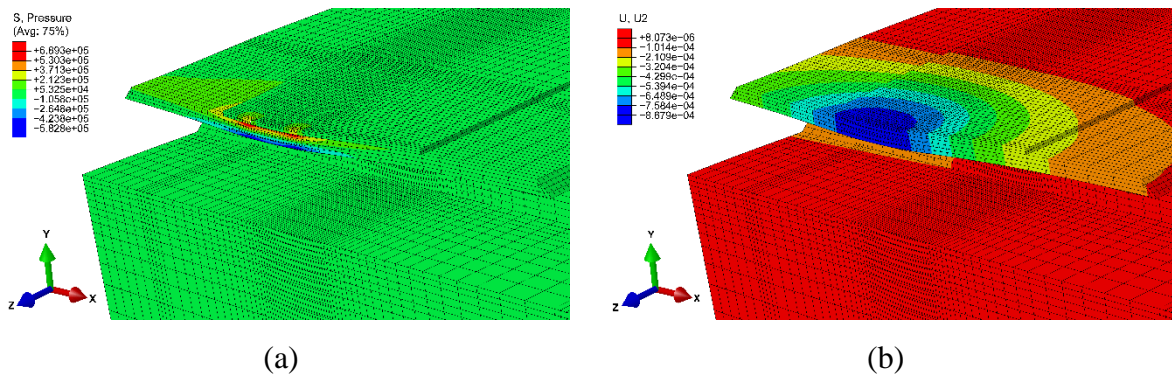 S, Pressure
(Avg: 75%)
+6.893e+05
+5.303e+05
+3.713e+05
+2.123e+05
+5.325e+04
-1.058e+05
-2.648e+05
-4.238e+05
-5.828e+05
Y
Z
X
(a)
U, U2
+8.073e-06
-1.014e-04
-2.109e-04
-3.204e-04
-4.299e-04
-5.394e-04
-6.489e-04
-7.584e-04
-8.679e-04
Y
Z
X
(b)